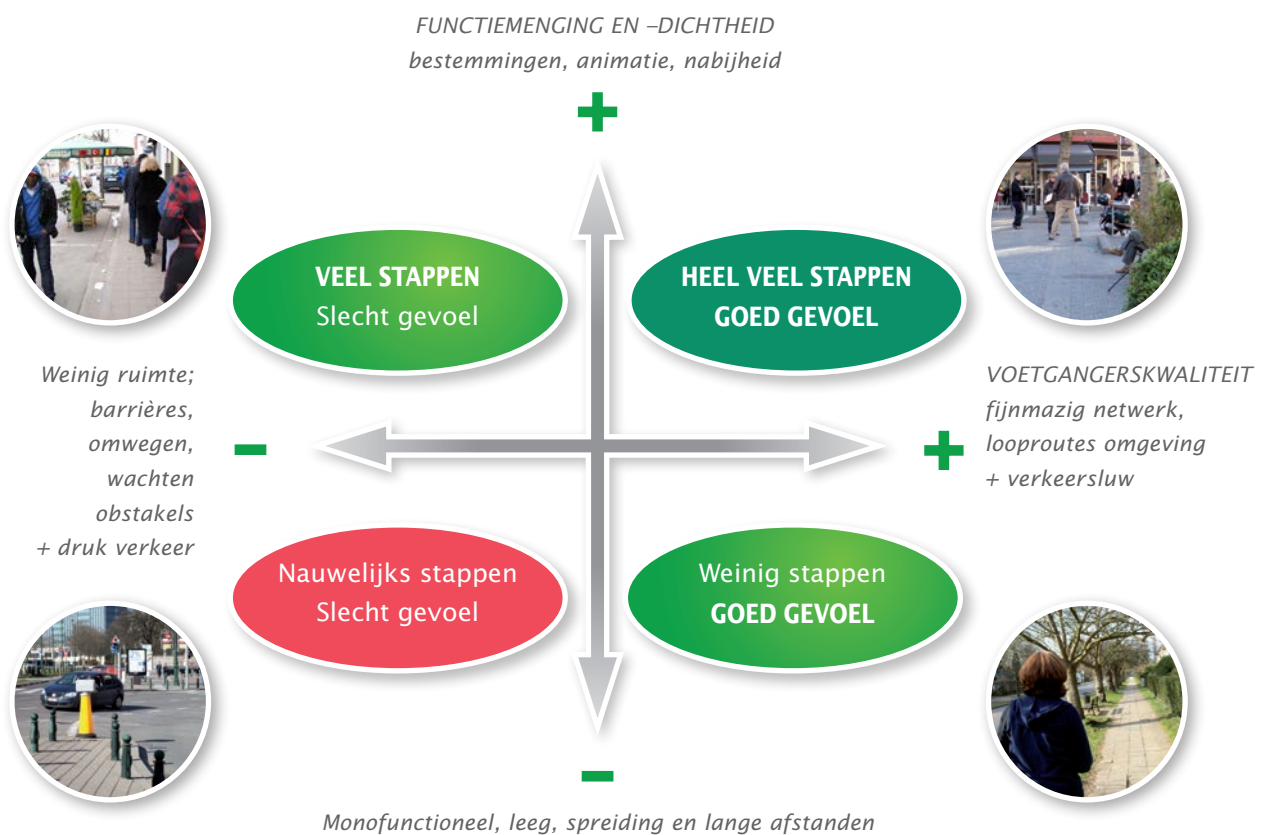 FUNCTIEMENGING EN –DICHTHEID
bestemmingen, animatie, nabijheid
+
VEEL STAPPEN
Slecht gevoel
HEEL VEEL STAPPEN
GOED GEVOEL
Weinig ruimte;
barrières,
omwegen,
wachten
obstakels
+ druk verkeer
-
+
VOETGANGERSKWALITEIT
fijnmazig netwerk,
looproutes omgeving
+ verkeersluw
Nauwelijks stappen
Slecht gevoel
Weinig stappen
GOED GEVOEL
-
Monofunctioneel, leeg, spreiding en lange afstanden